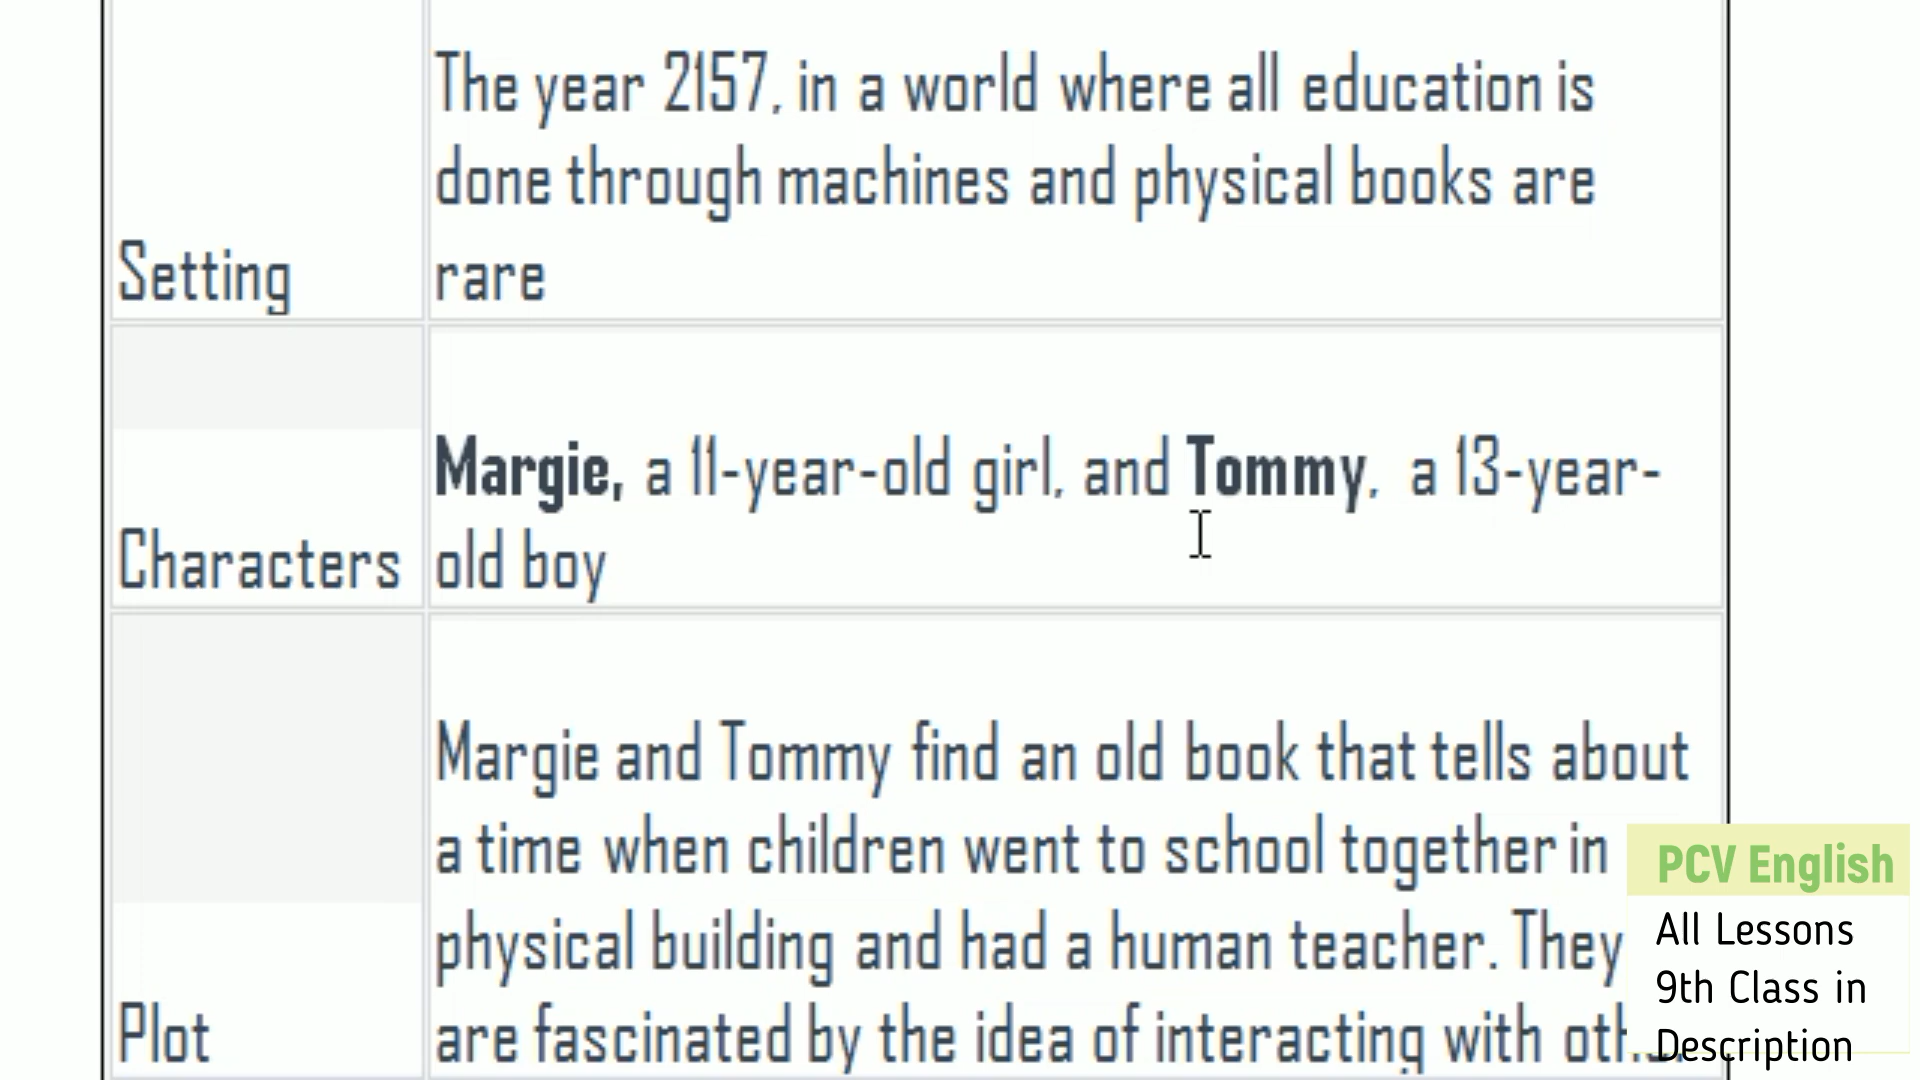 The year 2157, in a world where all education is
done through machines and physical books are
rare
Setting
Margie, a 11-year-old girl, and Tommy, a 13-year-
old boy
Characters
Margie and Tommy find an old book that tells about
a time when children went to school together in
physical building and had a human teacher. They
are fascinated by the idea of interacting with
Plot
PCV English
All Lessons
9th Class in
Description